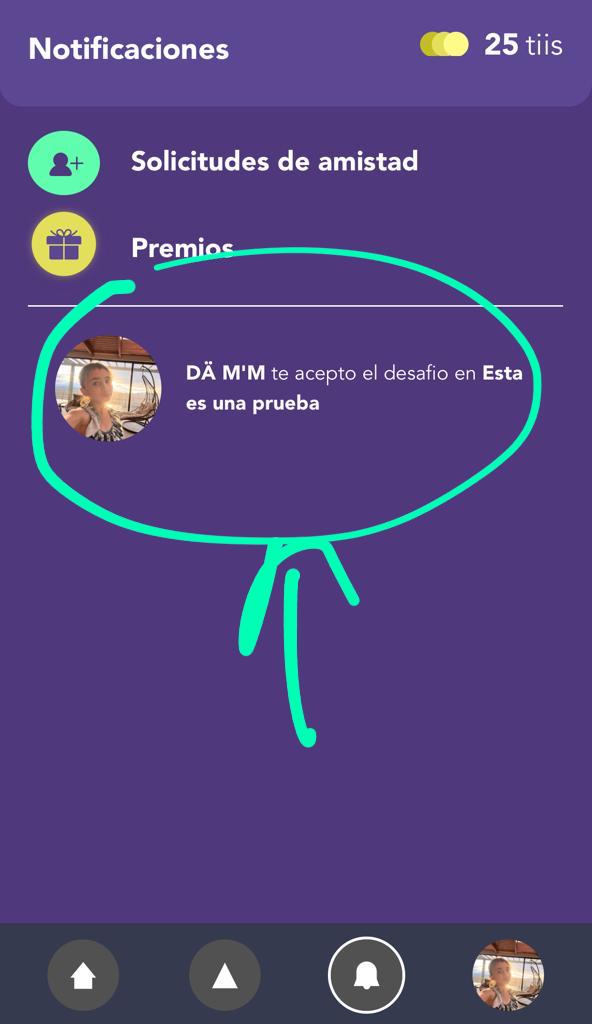 Notificaciones
25 tiis
Solicitudes de amistad
Premios
DÄ M'M te acepto el desafio en Esta
es una prueba